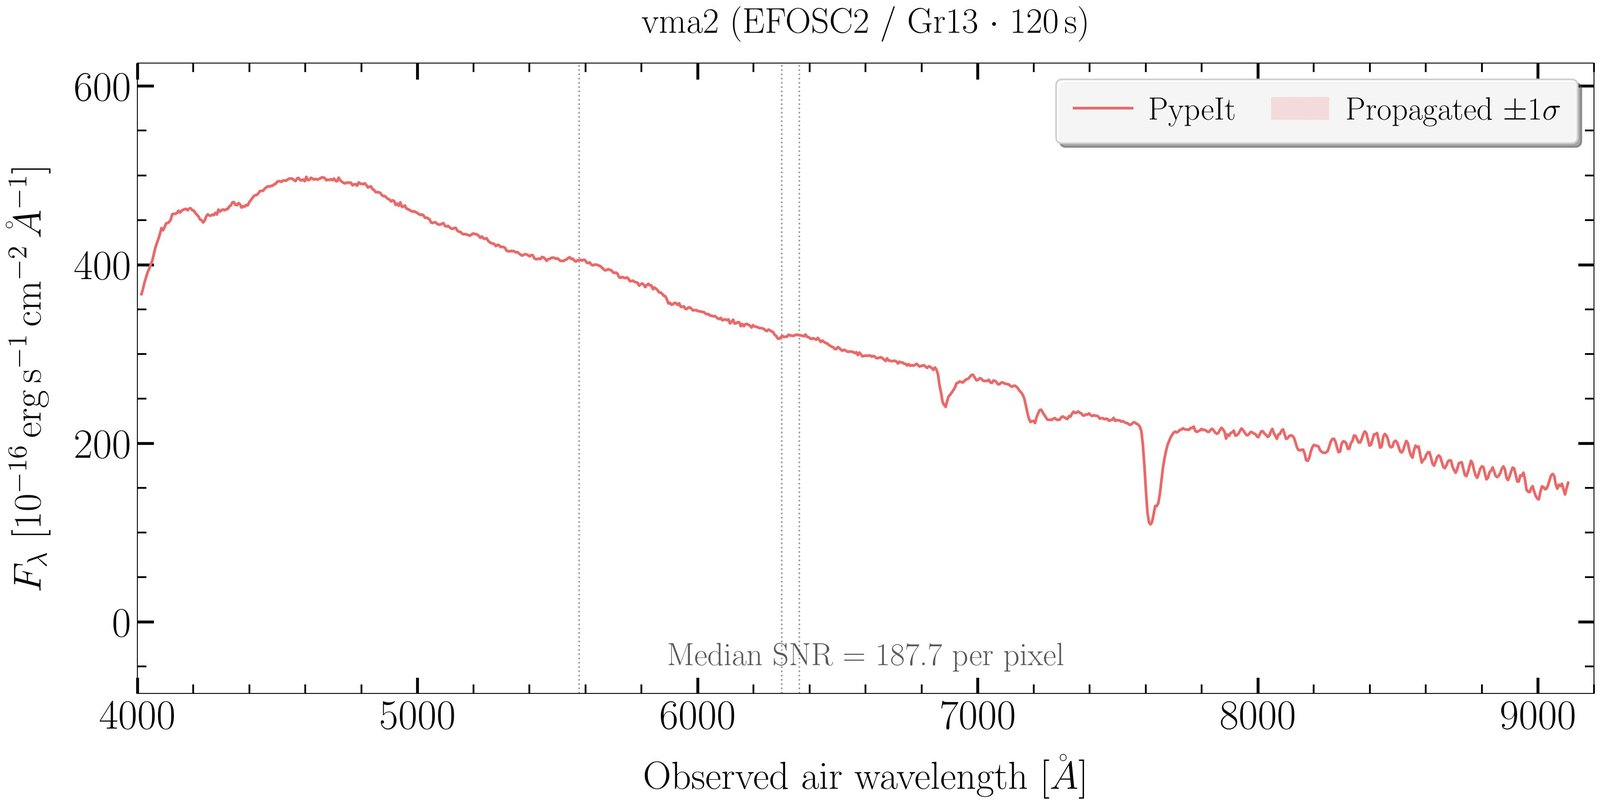 vma2 (EFOSC2 / Gr13 · 120 s)
PypeIt
Propagated ±1σ
600
400
200
0
F_λ [10^−16 erg s^−1 cm^−2 Å^−1]
Median SNR = 187.7 per pixel
4000 5000 6000 7000 8000 9000
Observed air wavelength [Å]